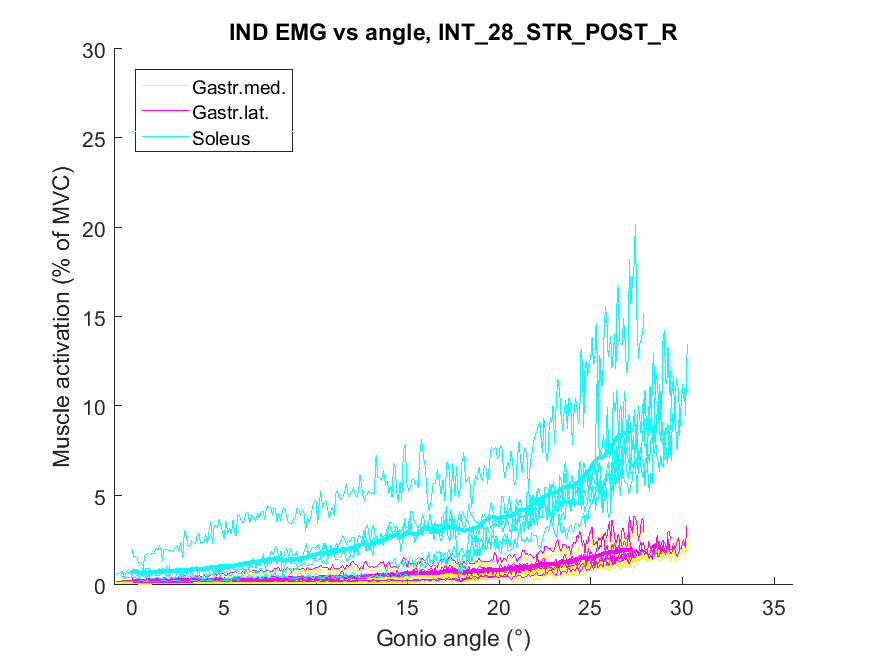 IND EMG vs angle, INT_28_STR_POST_R
30
25
20
15
10
5
0
Muscle activation (% of MVC)
Gastr.med.
Gastr.lat.
Soleus
0 5 10 15 20 25 30 35
Gonio angle (°)